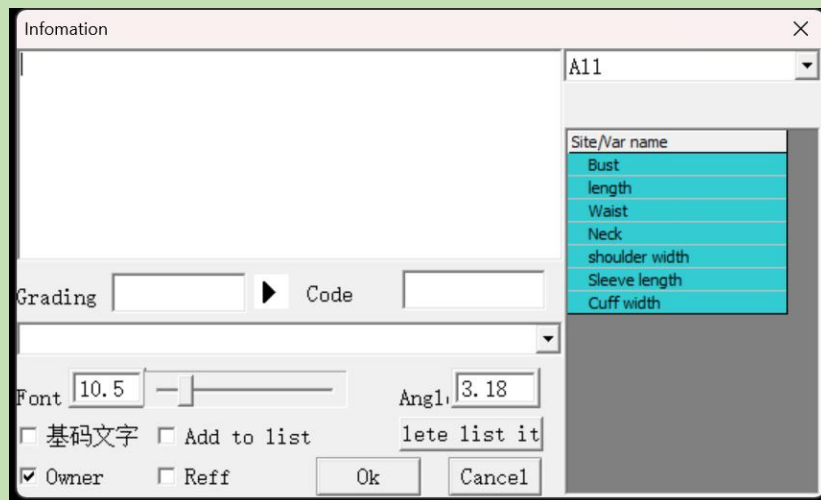 Infomation
All
Site/Var name
Bust
length
Waist
Neck
shoulder width
Sleeve length
Cuff width
Grading
Code
Font 10.5
Angl 3.18
基码文字
Add to list
lete list it
Owner
Reff
Ok
Cancel